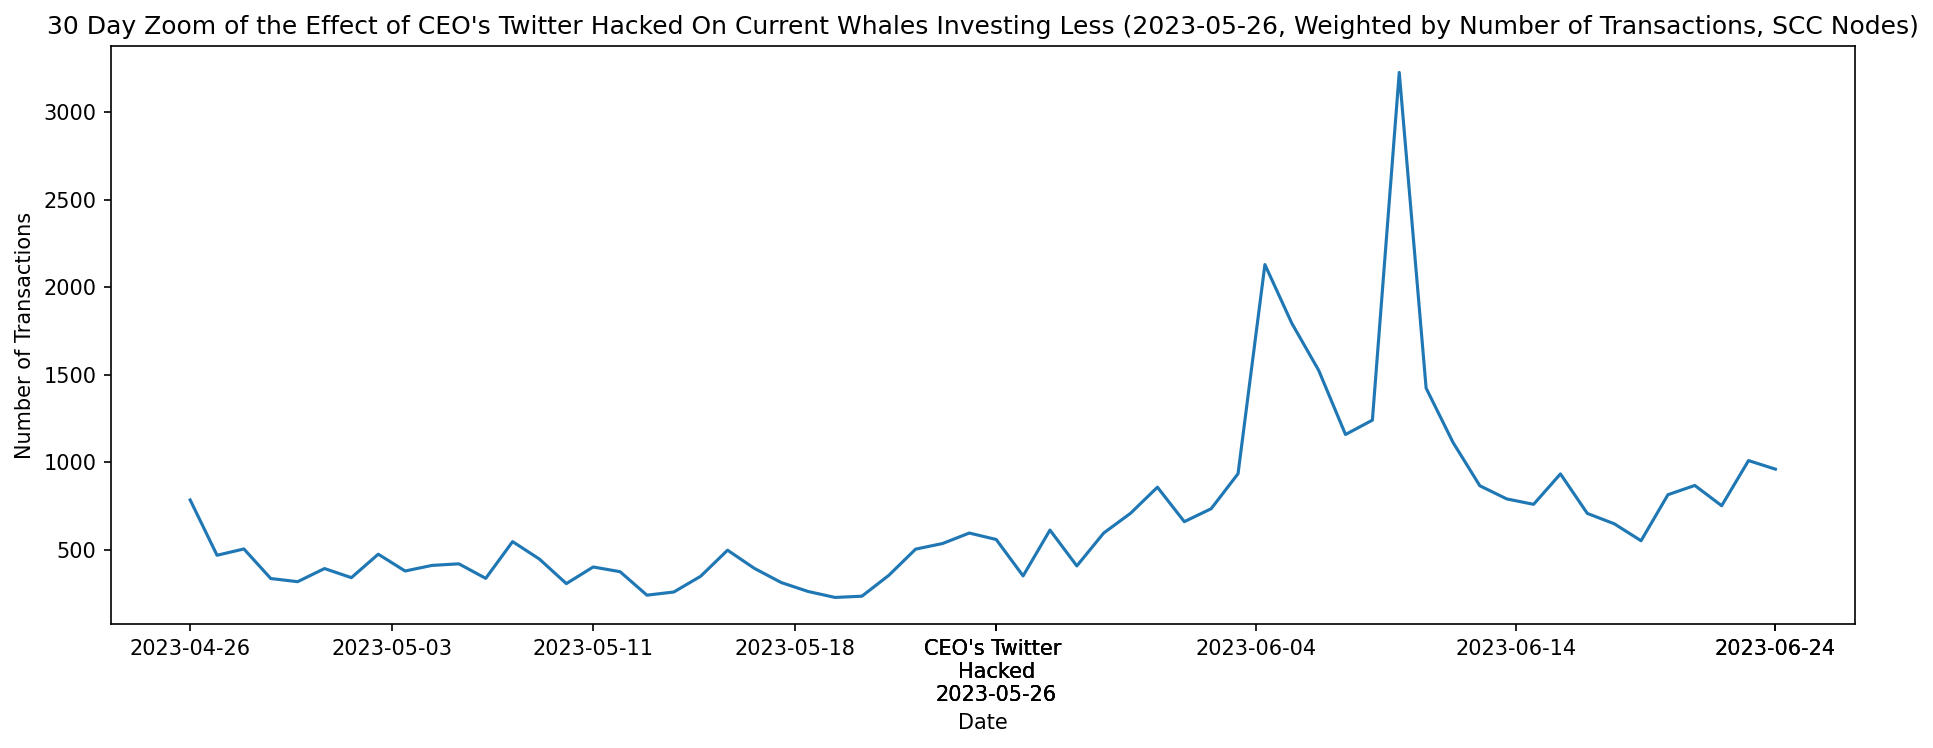 30 Day Zoom of the Effect of CEO's Twitter Hacked On Current Whales Investing Less (2023-05-26, Weighted by Number of Transactions, SCC Nodes)
Number of Transactions
3000
2500
2000
1500
1000
500
2023-04-26
2023-05-03
2023-05-11
2023-05-18
CEO's Twitter
Hacked
2023-05-26
2023-06-04
2023-06-14
2023-06-24
Date